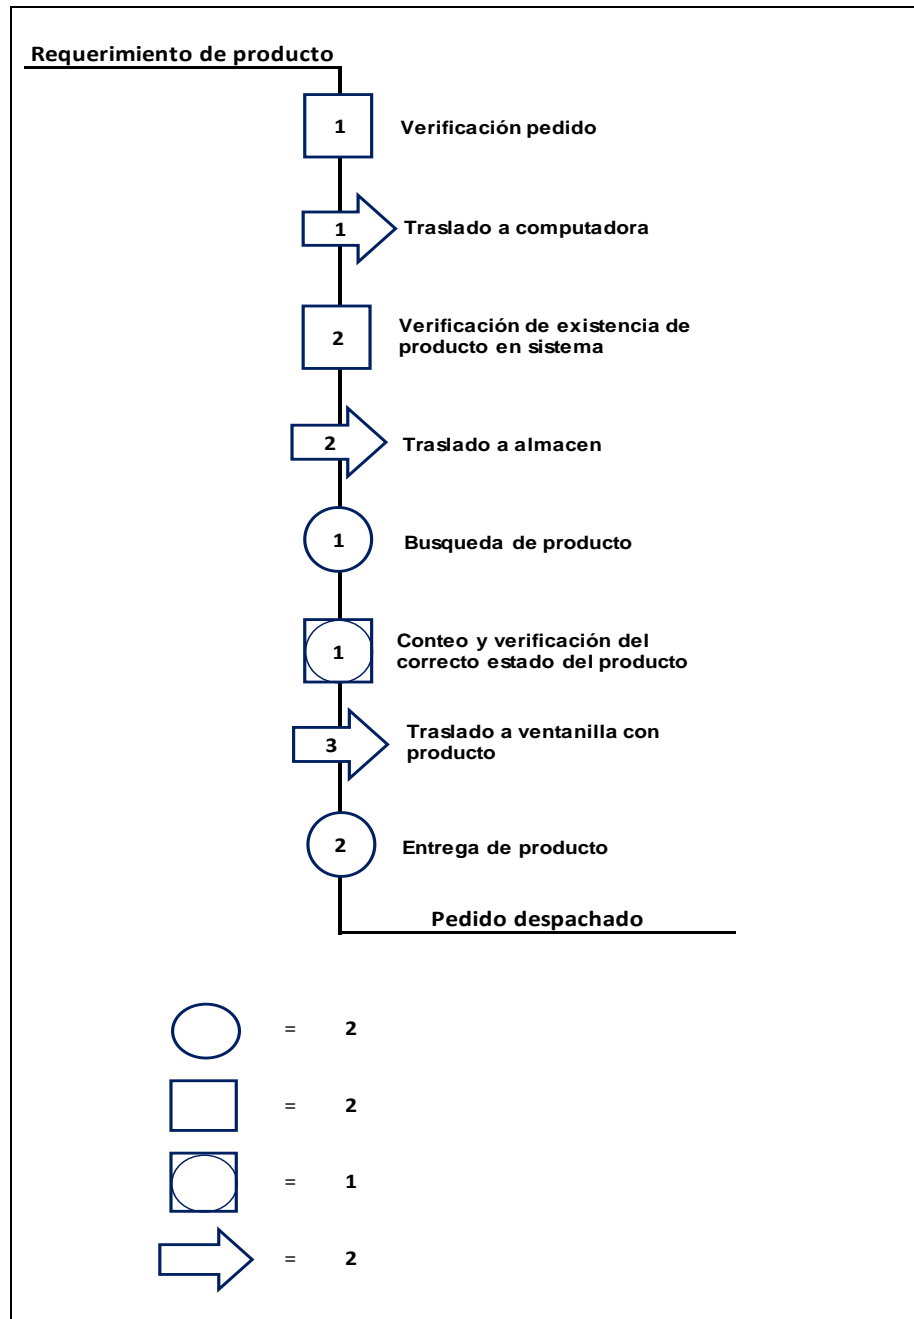 Requerimiento de producto
1 Verificación pedido
1 Traslado a computadora
2 Verificación de existencia de
producto en sistema
2 Traslado a almacen
1 Busqueda de producto
1 Conteo y verificación del
correcto estado del producto
3 Traslado a ventanilla con
producto
2 Entrega de producto
Pedido despachado
= 2
= 2
= 1
= 2